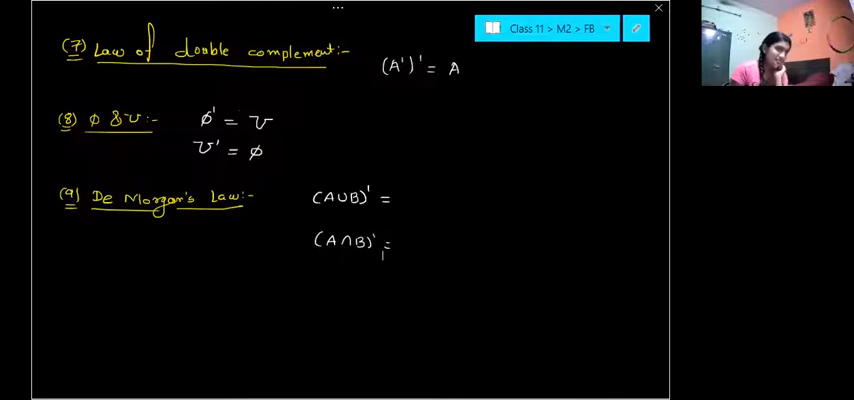 Class 11 > M2 > FB
(7) Law of double complement:- (A')' = A
(8) ϕ & U:- ϕ' = U
U' = ϕ
(9) De Morgan's Law:- (A∪B)' =
(A∩B)' =